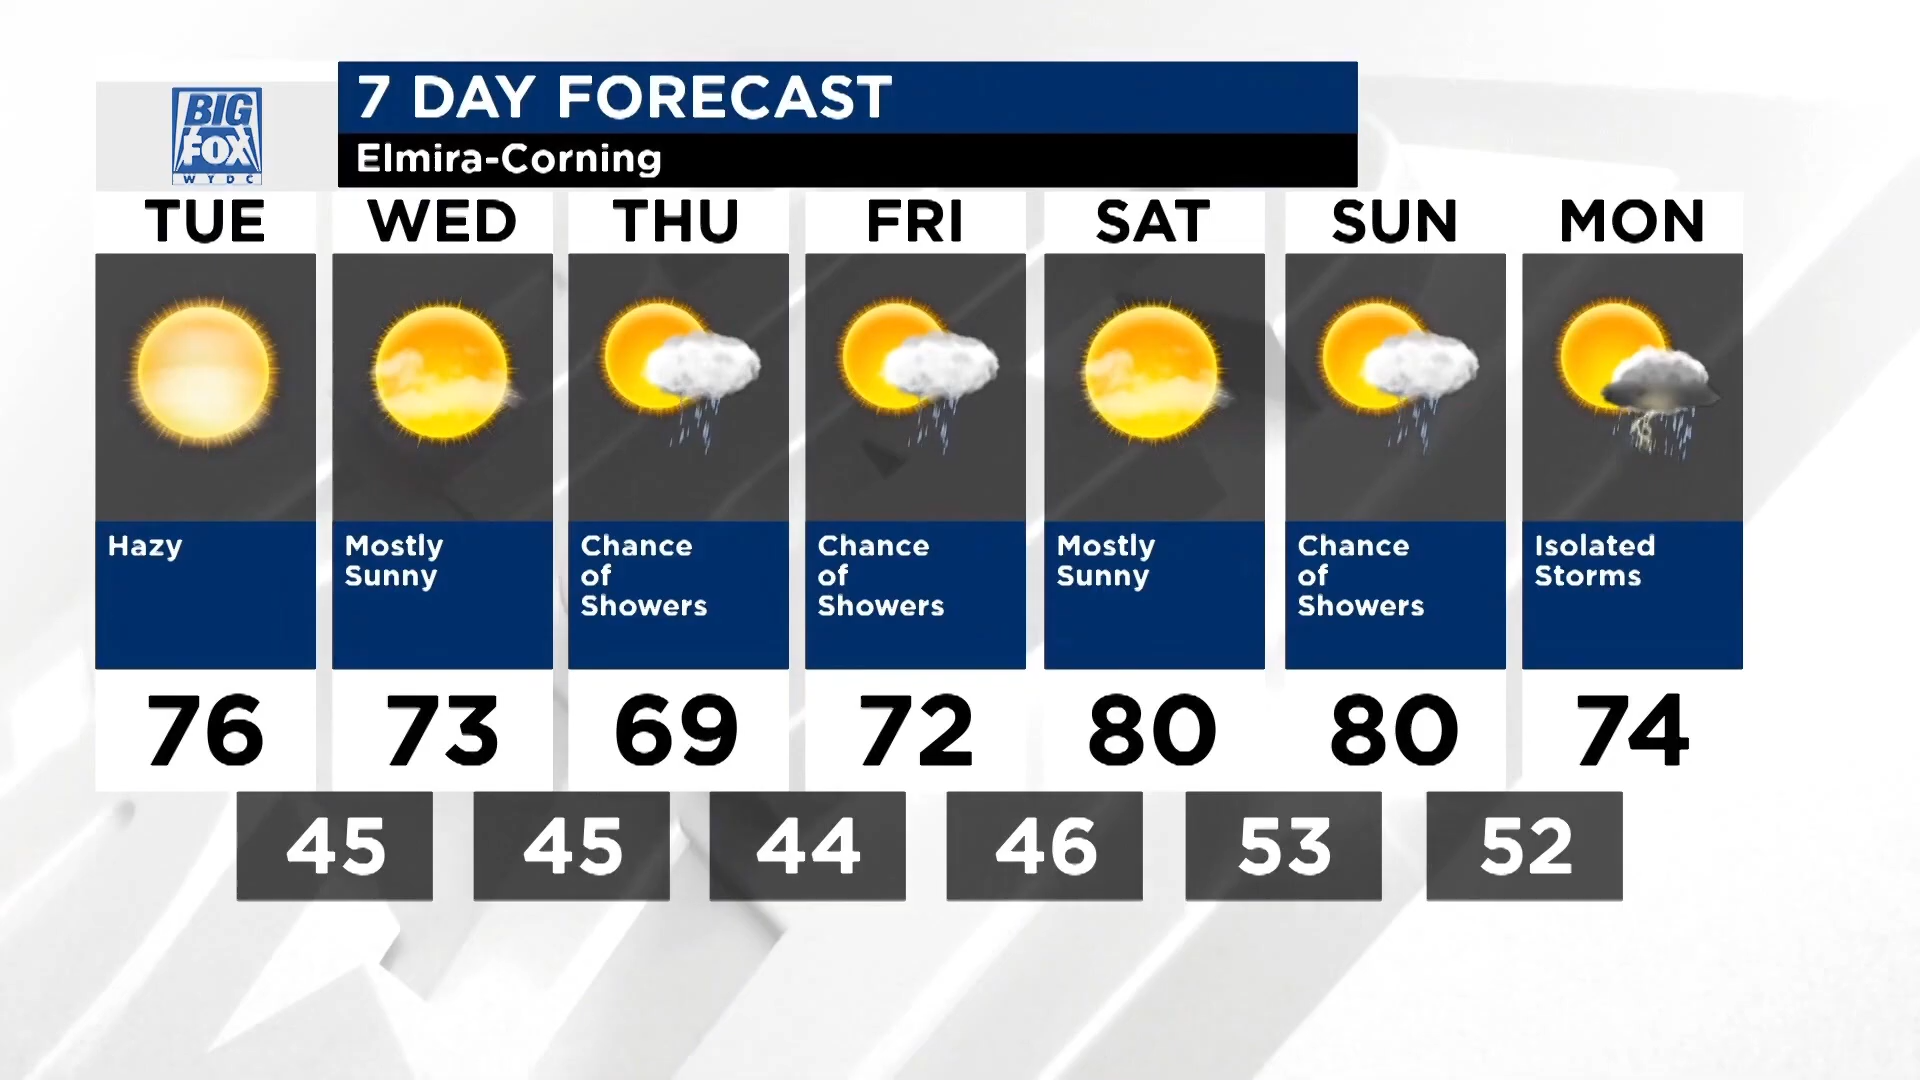 BIG
FOX
WYDC
7 DAY FORECAST
Elmira-Corning
TUE
WED
THU
FRI
SAT
SUN
MON
Hazy
Mostly
Sunny
Chance
of
Showers
Chance
of
Showers
Mostly
Sunny
Chance
of
Showers
Isolated
Storms
76
73
69
72
80
80
74
45
45
44
46
53
52